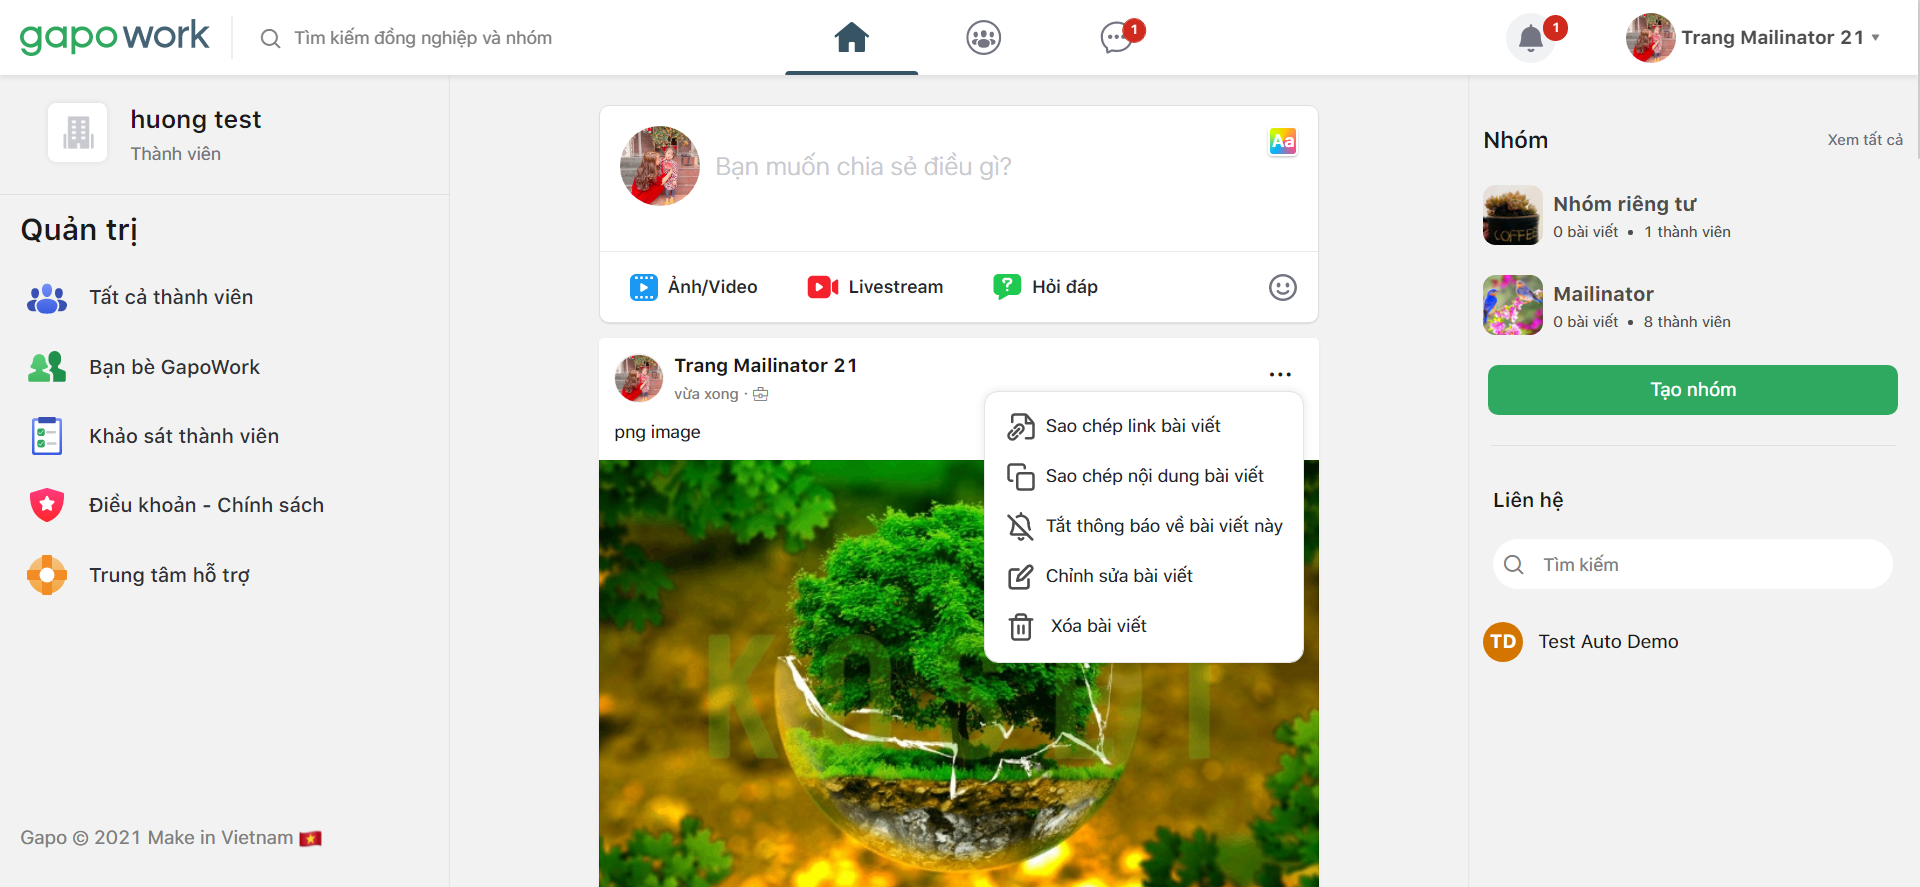 gapowork
Tìm kiếm đồng nghiệp và nhóm
1
1
Trang Mailinator 21
huong test
Thành viên
Quản trị
Tất cả thành viên
Bạn bè GapoWork
Khảo sát thành viên
Điều khoản - Chính sách
Trung tâm hỗ trợ
Gapo © 2021 Make in Vietnam
Bạn muốn chia sẻ điều gì?
Aa
Ảnh/Video
Livestream
Hỏi đáp
Trang Mailinator 21
vừa xong ·
png image
Sao chép link bài viết
Sao chép nội dung bài viết
Tắt thông báo về bài viết này
Chỉnh sửa bài viết
Xóa bài viết
Nhóm
Xem tất cả
COFFE
Nhóm riêng tư
0 bài viết • 1 thành viên
Mailinator
0 bài viết • 8 thành viên
Tạo nhóm
Liên hệ
Tìm kiếm
TD
Test Auto Demo